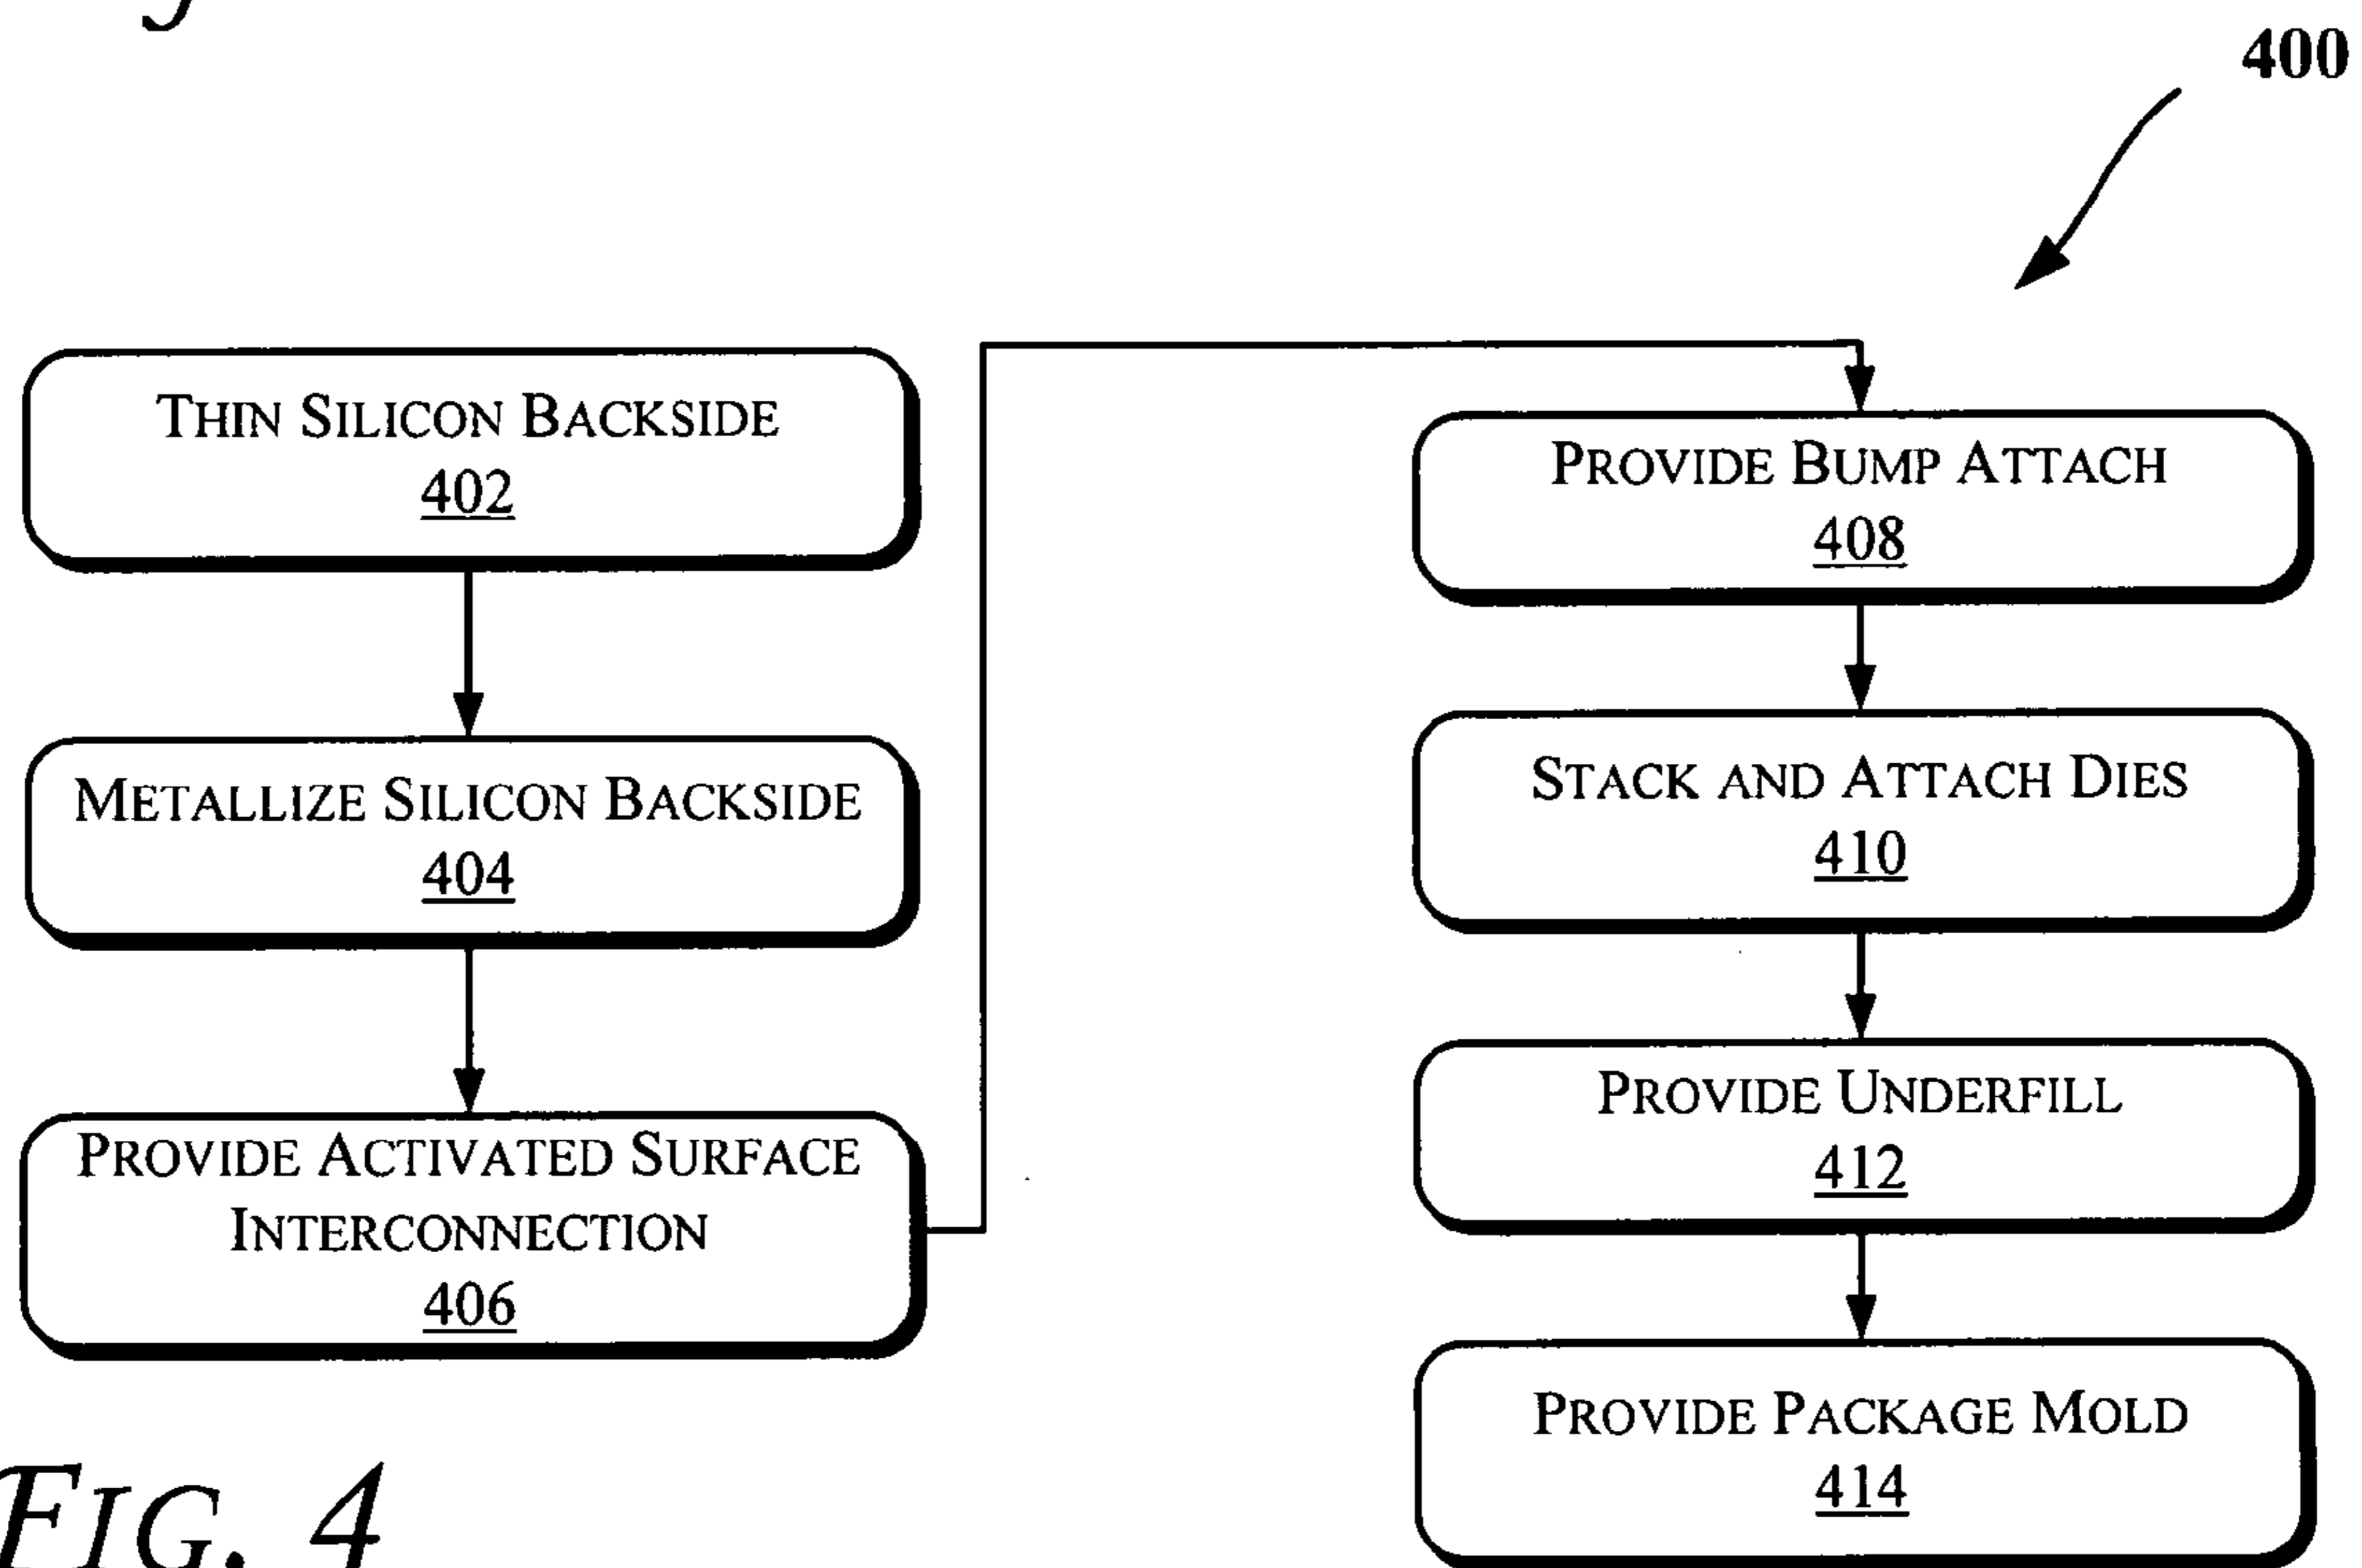 400
THIN SILICON BACKSIDE
402
METALLIZE SILICON BACKSIDE
404
PROVIDE ACTIVATED SURFACE
INTERCONNECTION
406
PROVIDE BUMP ATTACH
408
STACK AND ATTACH DIES
410
PROVIDE UNDERFILL
412
PROVIDE PACKAGE MOLD
414
FIG. 4